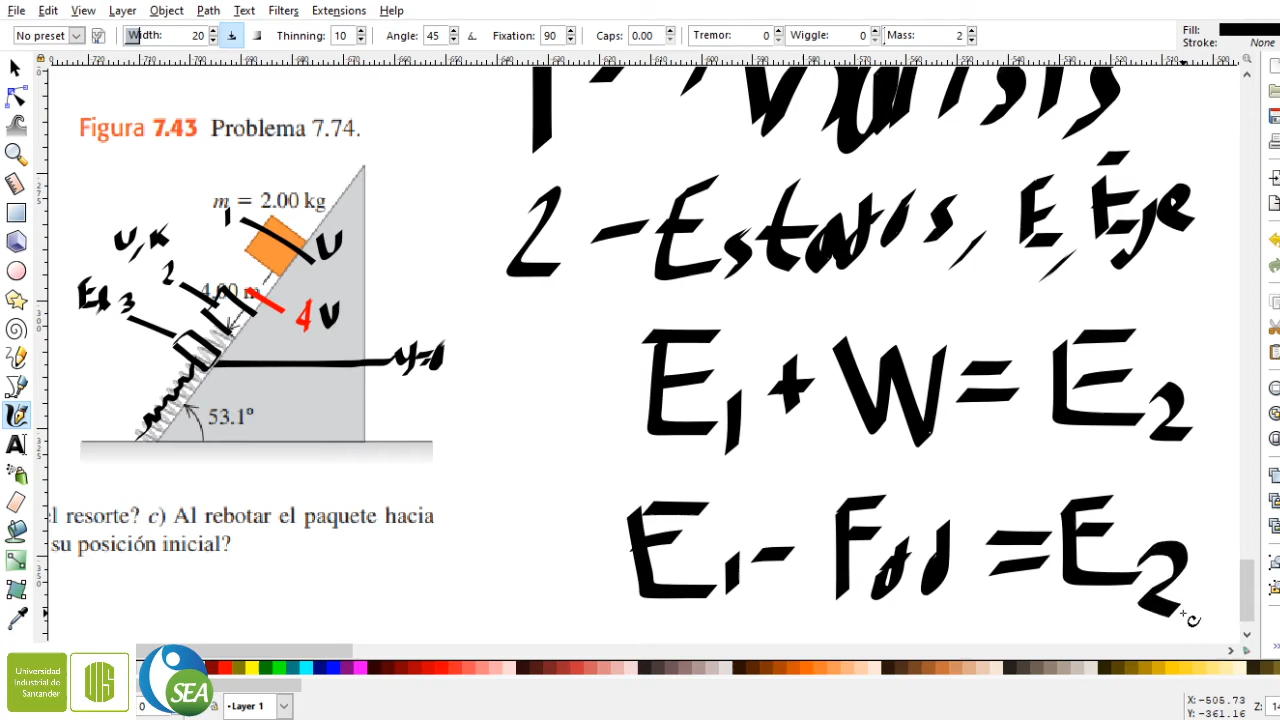 File Edit View Layer Object Path Text Filters Extensions Help
No preset Width: 20 Thinning: 10 Angle: 45 Fixation: 90 Caps: 0.00 Tremor: 0 Wiggle: 0 Mass: 2 Fill:
Stroke: None
Figura 7.43 Problema 7.74.
m = 2.00 kg
1
U
U, K
2
4.00 m
3
4 U
y=0
53.1°
el resorte? c) Al rebotar el paquete hacia
su posición inicial?
2 - Estados, E, Eje
E1 + W = E2
E1 - Fd = E2
Universidad
Industrial de
Santander
SEA
0 Layer 1
X: -505.73
Y: -361.16
Z: 14